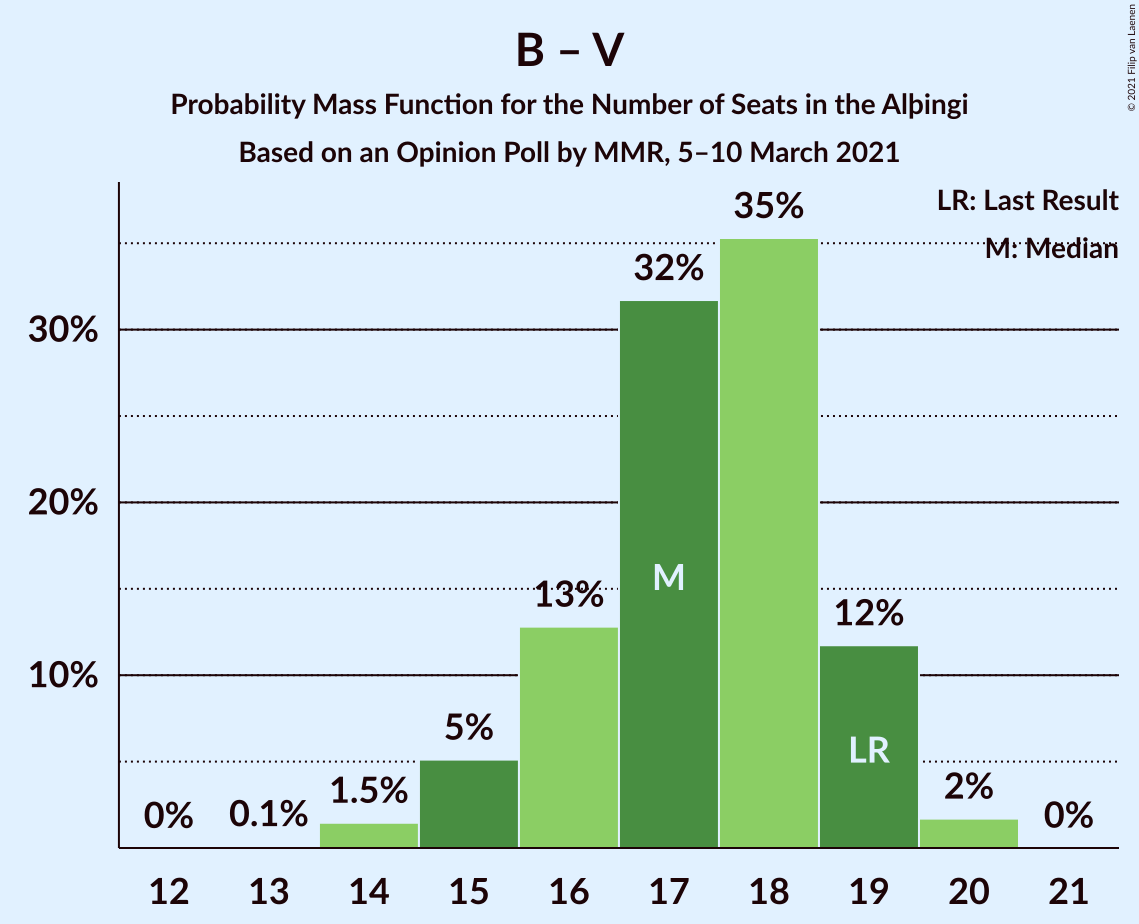 B – V
Probability Mass Function for the Number of Seats in the Alþingi
Based on an Opinion Poll by MMR, 5–10 March 2021
© 2021 Filip van Laenen
LR: Last Result
M: Median
35%
32%
30%
20%
M
13%
12%
10%
5%
LR
1.5%
2%
0%
0.1%
0%
12 13 14 15 16 17 18 19 20 21